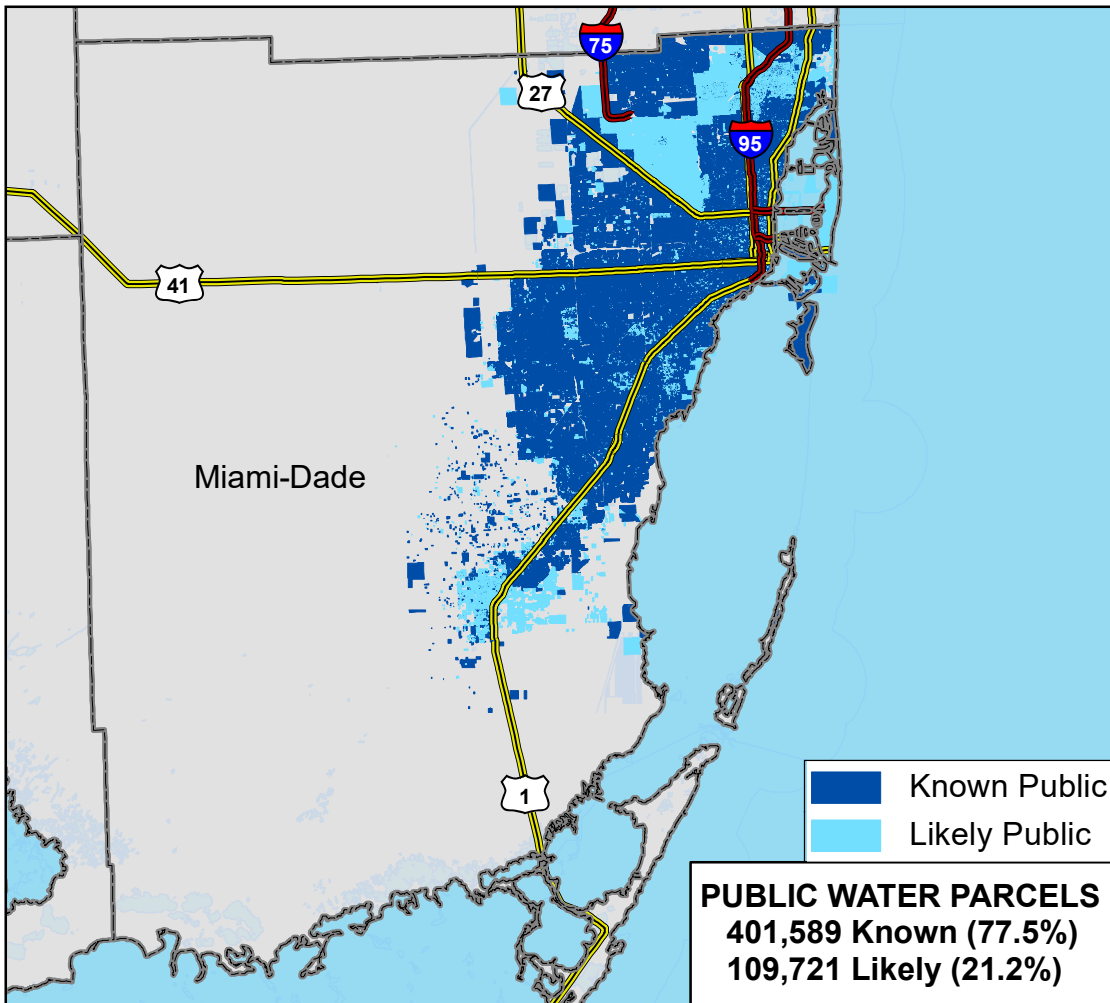 75
27
95
41
Miami-Dade
1
Known Public
Likely Public
PUBLIC WATER PARCELS
401,589 Known (77.5%)
109,721 Likely (21.2%)